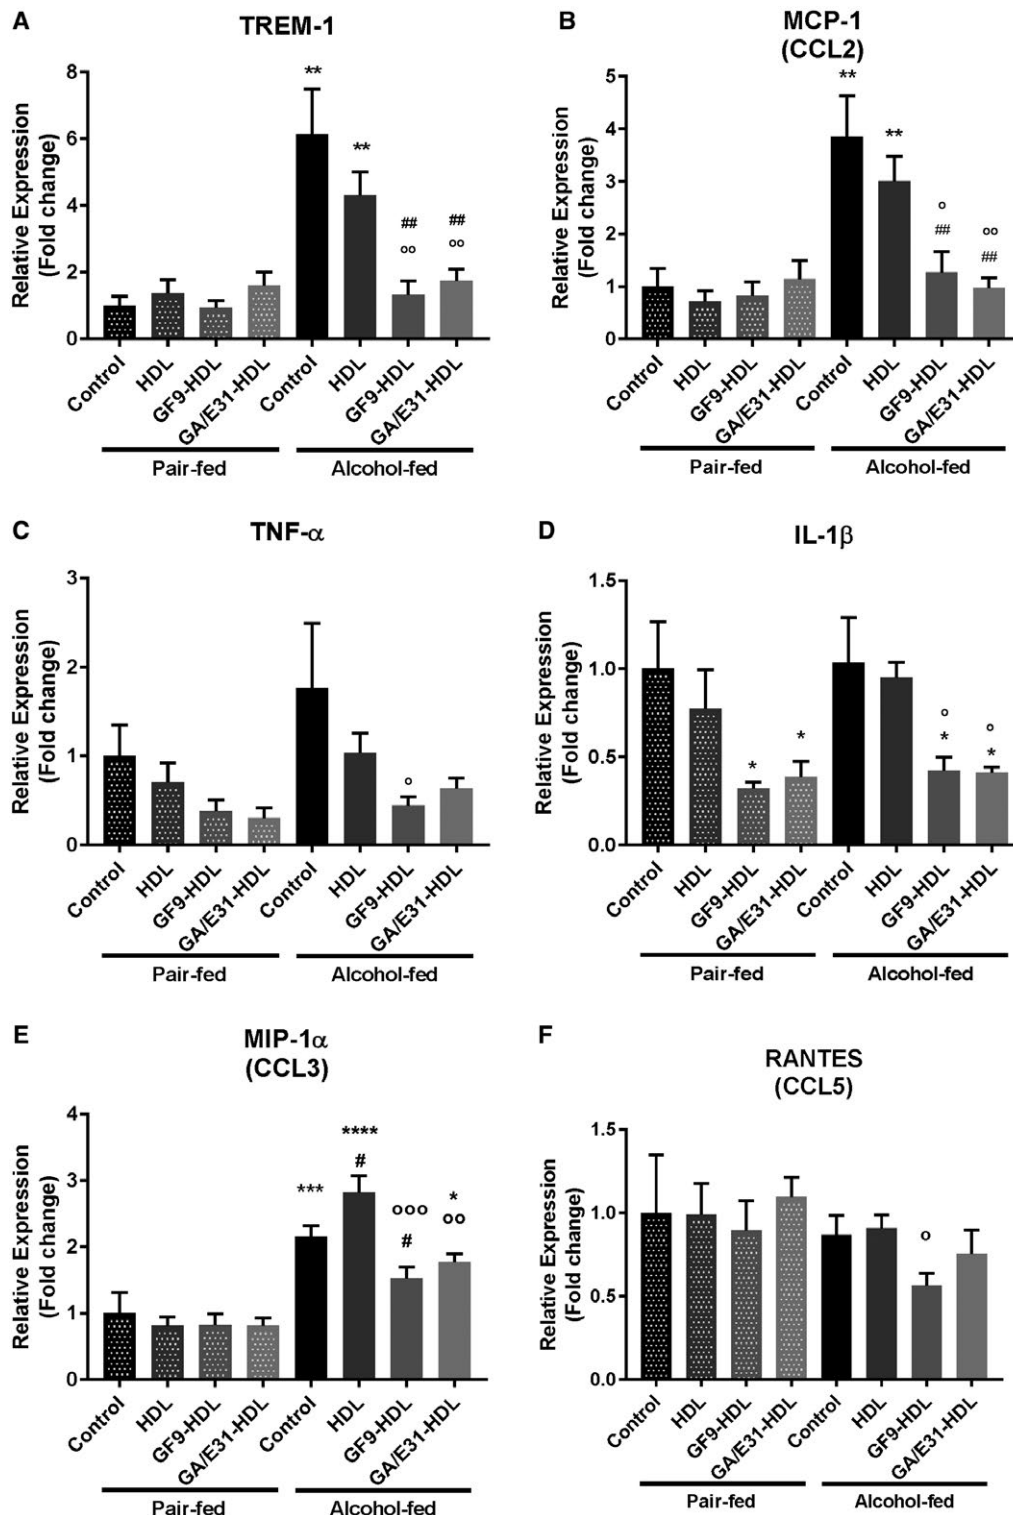 A
TREM-1
Relative Expression
(Fold change)
8
6
4
2
0
**
**
##
oo
##
oo
Control
HDL
GF9-HDL
GA/E31-HDL
Control
HDL
GF9-HDL
GA/E31-HDL
Pair-fed
Alcohol-fed
B
MCP-1
(CCL2)
Relative Expression
(Fold change)
5
4
3
2
1
0
**
**
o
##
oo
##
Control
HDL
GF9-HDL
GA/E31-HDL
Control
HDL
GF9-HDL
GA/E31-HDL
Pair-fed
Alcohol-fed
C
TNF-α
Relative Expression
(Fold change)
3
2
1
0
o
Control
HDL
GF9-HDL
GA/E31-HDL
Control
HDL
GF9-HDL
GA/E31-HDL
Pair-fed
Alcohol-fed
D
IL-1β
Relative Expression
(Fold change)
1.5
1.0
0.5
0.0
*
*
o
*
o
*
Control
HDL
GF9-HDL
GA/E31-HDL
Control
HDL
GF9-HDL
GA/E31-HDL
Pair-fed
Alcohol-fed
E
MIP-1α
(CCL3)
Relative Expression
(Fold change)
4
3
2
1
0
***
****
#
ooo
#
*
oo
Control
HDL
GF9-HDL
GA/E31-HDL
Control
HDL
GF9-HDL
GA/E31-HDL
Pair-fed
Alcohol-fed
F
RANTES
(CCL5)
Relative Expression
(Fold change)
1.5
1.0
0.5
0.0
o
Control
HDL
GF9-HDL
GA/E31-HDL
Control
HDL
GF9-HDL
GA/E31-HDL
Pair-fed
Alcohol-fed